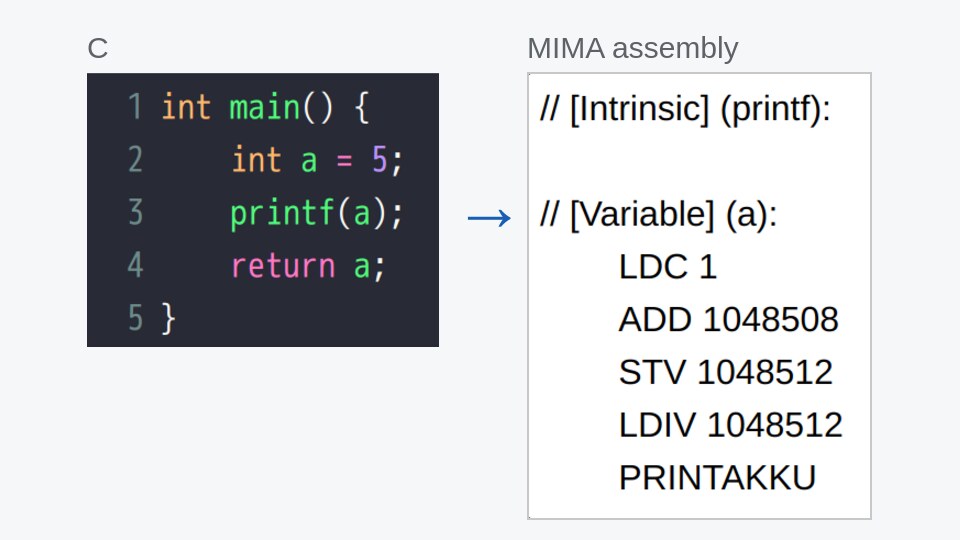 C
1 int main() {
2     int a = 5;
3     printf(a);
4     return a;
5 }
MIMA assembly
// [Intrinsic] (printf):
// [Variable] (a):
LDC 1
ADD 1048508
STV 1048512
LDIV 1048512
PRINTAKKU